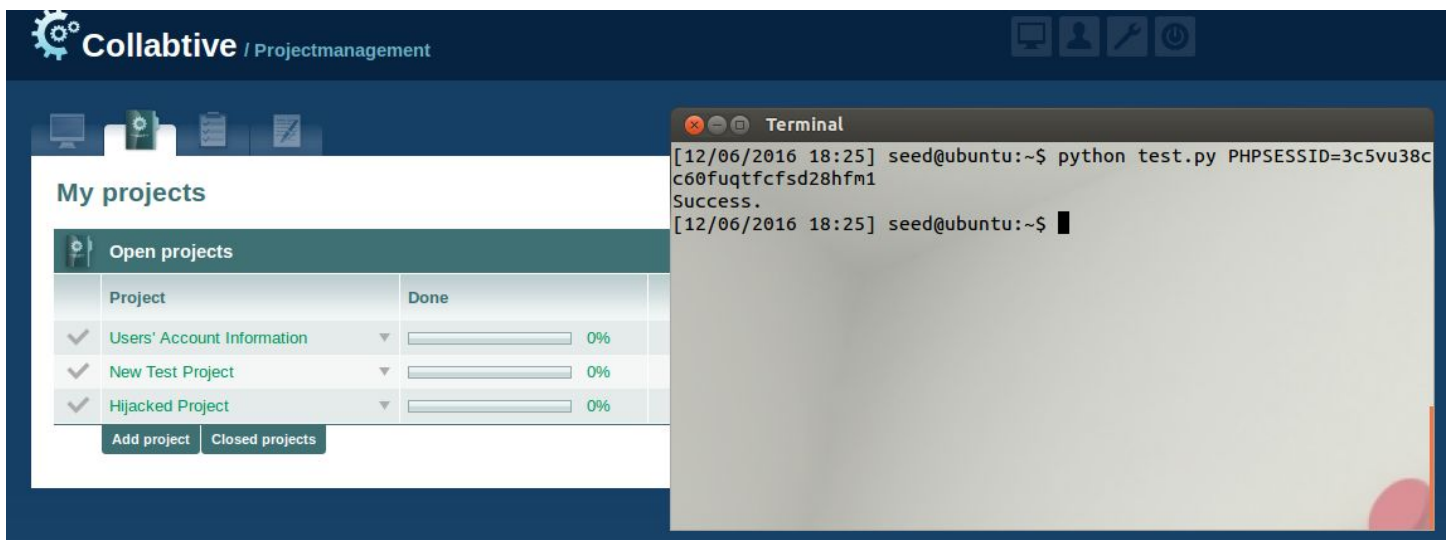 Collabtive / Projectmanagement
My projects
Open projects
Project Done
Users' Account Information 0%
New Test Project 0%
Hijacked Project 0%
Add project Closed projects
Terminal
[12/06/2016 18:25] seed@ubuntu:~$ python test.py PHPSESSID=3c5vu38c
c60fuqtfcfsd28hfm1
Success.
[12/06/2016 18:25] seed@ubuntu:~$